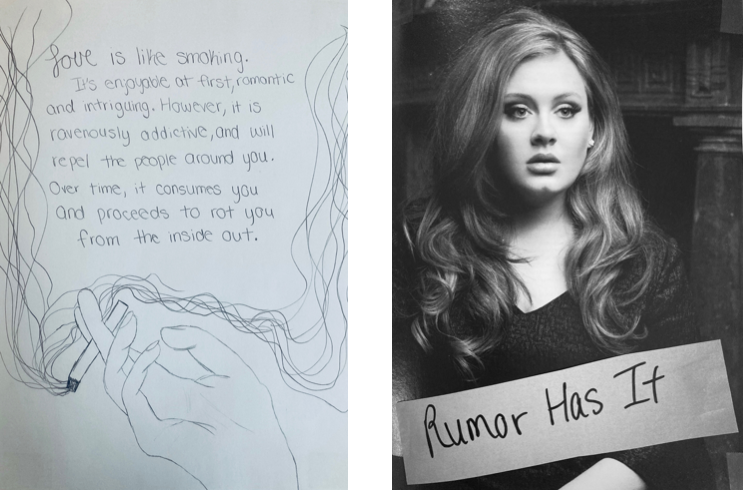 Love is like smoking.
It's enjoyable at first, romantic
and intriguing. However, it is
ravenously addictive, and will
repel the people around you.
Over time, it consumes you
and proceeds to rot you
from the inside out.
Rumor Has It